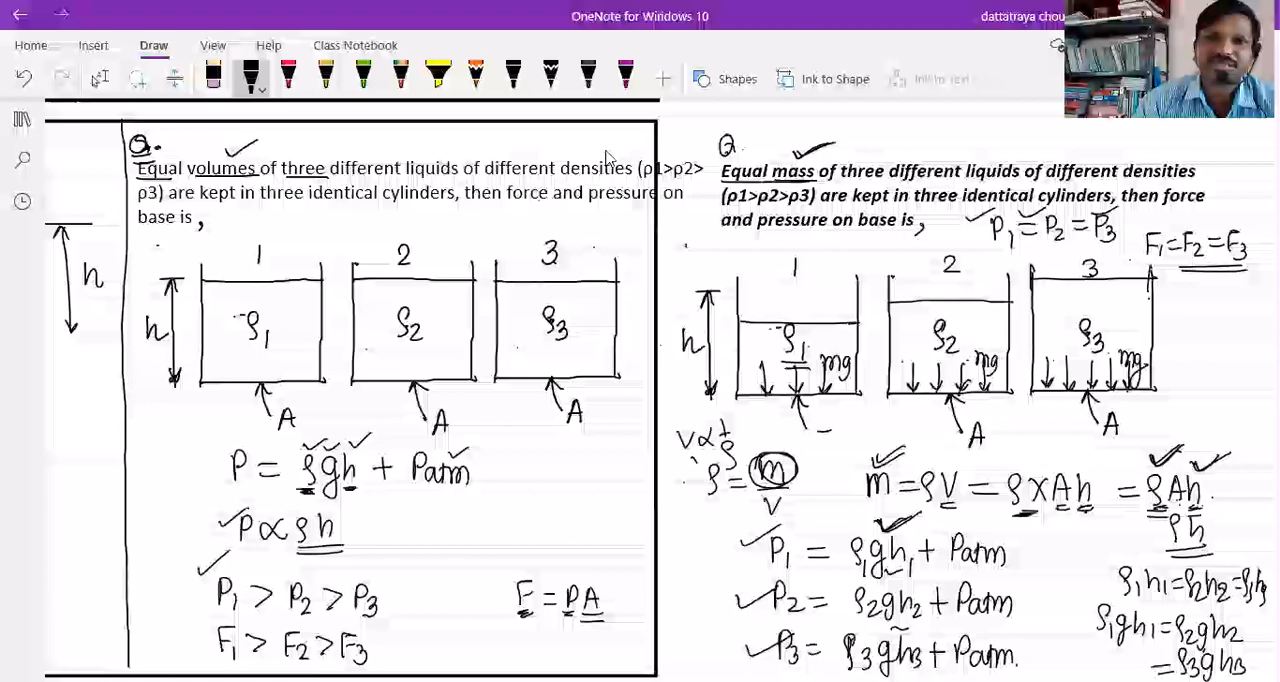 OneNote for Windows 10
dattatraya chou
Home Insert Draw View Help Class Notebook
Shapes Ink to Shape Ink to Text
Q.
Equal volumes of three different liquids of different densities (ρ1>ρ2>
ρ3) are kept in three identical cylinders, then force and pressure on
base is ,
h
1 2 3
h ρ1 ρ2 ρ3
A A A
P = ρgh + Patm
P ∝ ρh
P1 > P2 > P3
F1 > F2 > F3
F = PA
Q.
Equal mass of three different liquids of different densities
(ρ1>ρ2>ρ3) are kept in three identical cylinders, then force
and pressure on base is ,
P1 = P2 = P3
F1 = F2 = F3
1 2 3
h ρ1 ρ2 ρ3
mg mg mg
A A
V ∝ 1/ρ
ρ = m/V
m = ρV = ρ×Ah = ρAh
ρh
P1 = ρ1gh1 + Patm
P2 = ρ2gh2 + Patm
P3 = ρ3gh3 + Patm.
ρ1h1 = ρ2h2 = ρ3h3
ρ1gh1 = ρ2gh2
= ρ3gh3